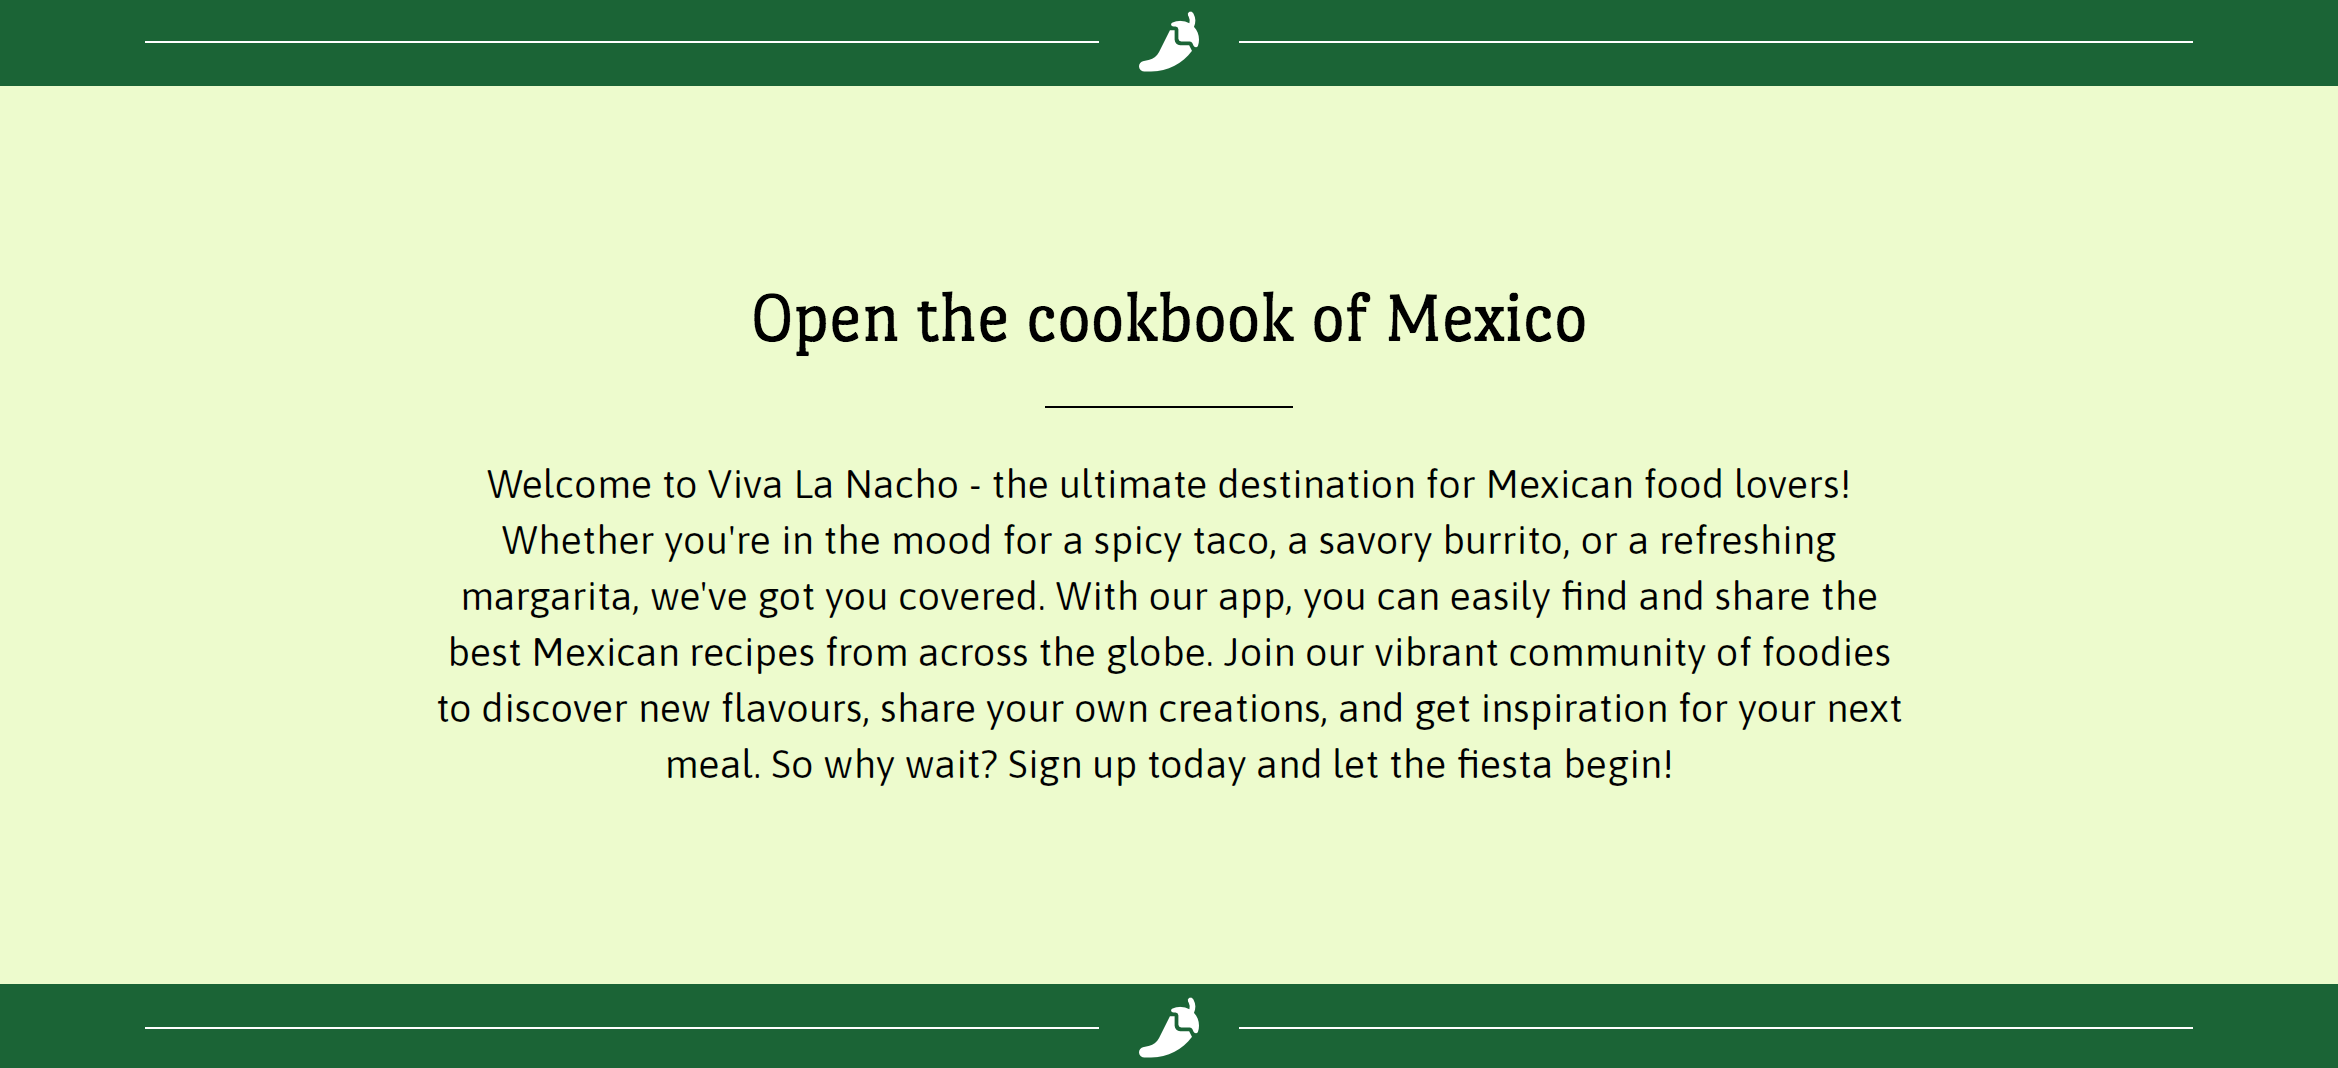 Open the cookbook of Mexico
Welcome to Viva La Nacho - the ultimate destination for Mexican food lovers!
Whether you're in the mood for a spicy taco, a savory burrito, or a refreshing
margarita, we've got you covered. With our app, you can easily find and share the
best Mexican recipes from across the globe. Join our vibrant community of foodies
to discover new flavours, share your own creations, and get inspiration for your next
meal. So why wait? Sign up today and let the fiesta begin!